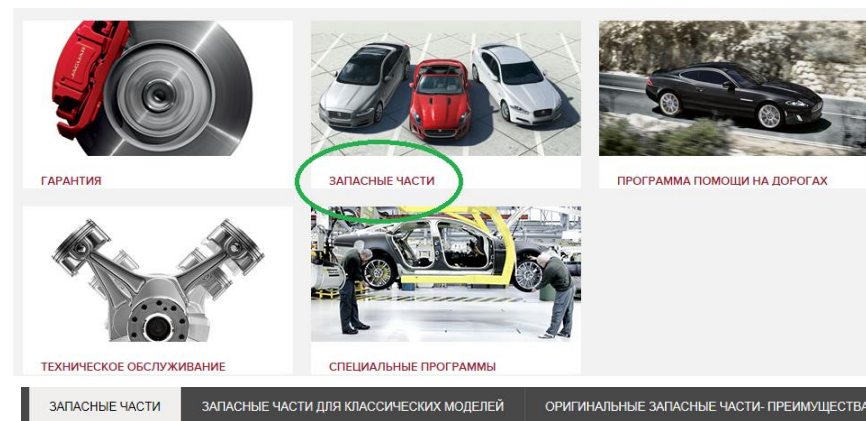 JAGUAR
ГАРАНТИЯ
ЗАПАСНЫЕ ЧАСТИ
ПРОГРАММА ПОМОЩИ НА ДОРОГАХ
ТЕХНИЧЕСКОЕ ОБСЛУЖИВАНИЕ
СПЕЦИАЛЬНЫЕ ПРОГРАММЫ
ЗАПАСНЫЕ ЧАСТИ
ЗАПАСНЫЕ ЧАСТИ ДЛЯ КЛАССИЧЕСКИХ МОДЕЛЕЙ
ОРИГИНАЛЬНЫЕ ЗАПАСНЫЕ ЧАСТИ- ПРЕИМУЩЕСТВА